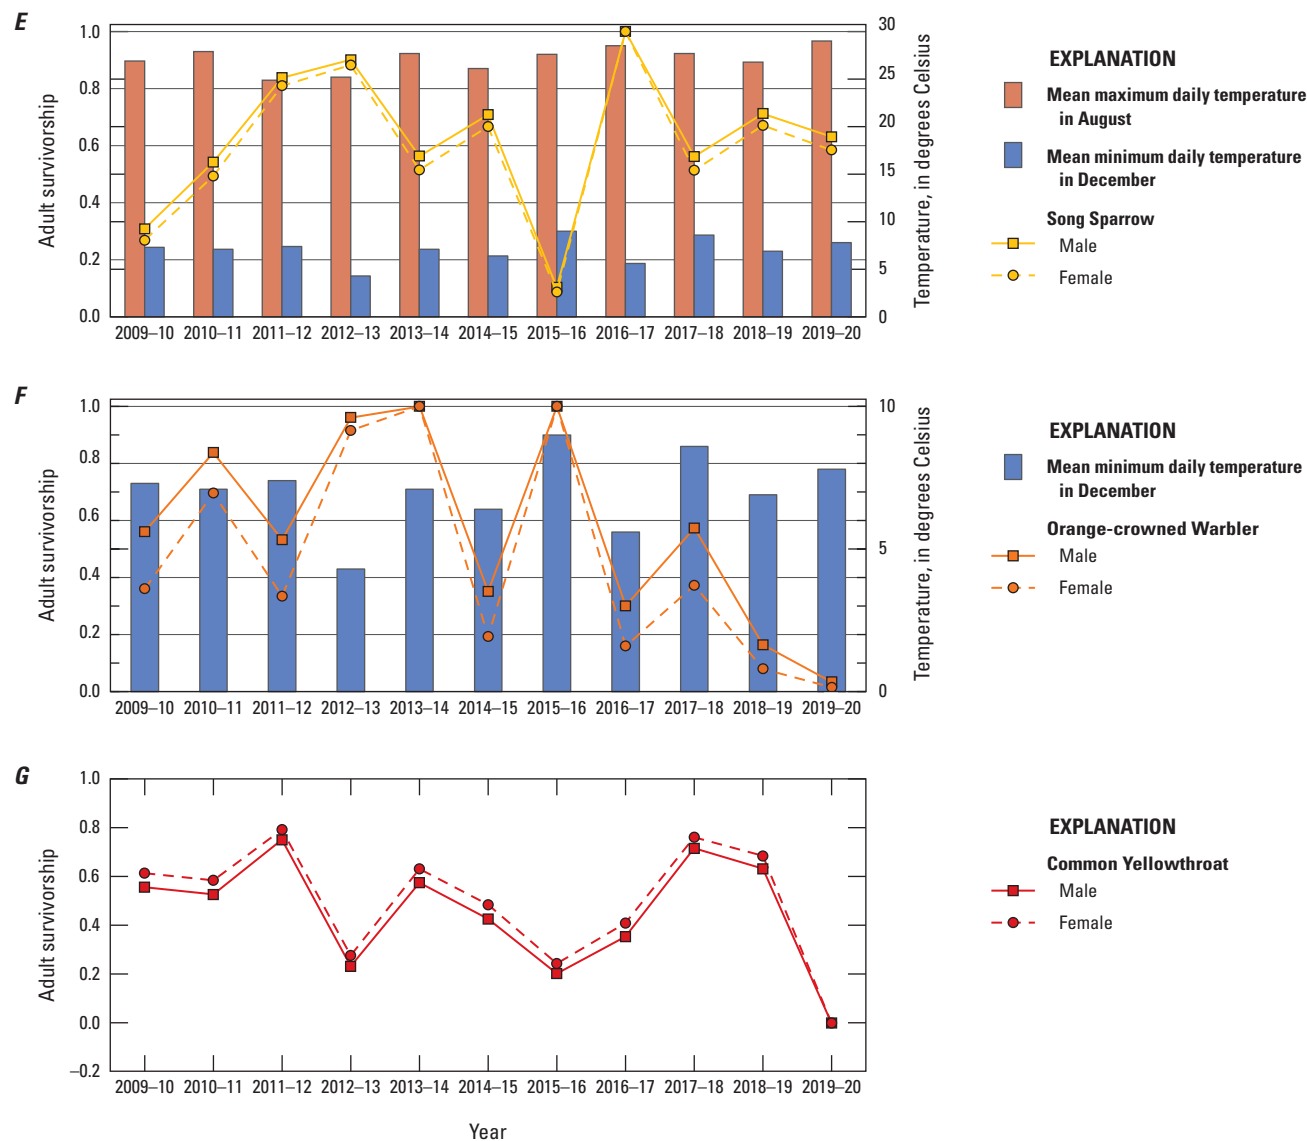 E
1.0
0.8
0.6
0.4
0.2
0.0
Adult survivorship
30
25
20
15
10
5
0
Temperature, in degrees Celsius
2009–10 2010–11 2011–12 2012–13 2013–14 2014–15 2015–16 2016–17 2017–18 2018–19 2019–20
EXPLANATION
Mean maximum daily temperature
in August
Mean minimum daily temperature
in December
Song Sparrow
Male
Female
F
1.0
0.8
0.6
0.4
0.2
0.0
Adult survivorship
10
5
0
Temperature, in degrees Celsius
2009–10 2010–11 2011–12 2012–13 2013–14 2014–15 2015–16 2016–17 2017–18 2018–19 2019–20
EXPLANATION
Mean minimum daily temperature
in December
Orange-crowned Warbler
Male
Female
G
1.0
0.8
0.6
0.4
0.2
0.0
–0.2
Adult survivorship
2009–10 2010–11 2011–12 2012–13 2013–14 2014–15 2015–16 2016–17 2017–18 2018–19 2019–20
Year
EXPLANATION
Common Yellowthroat
Male
Female